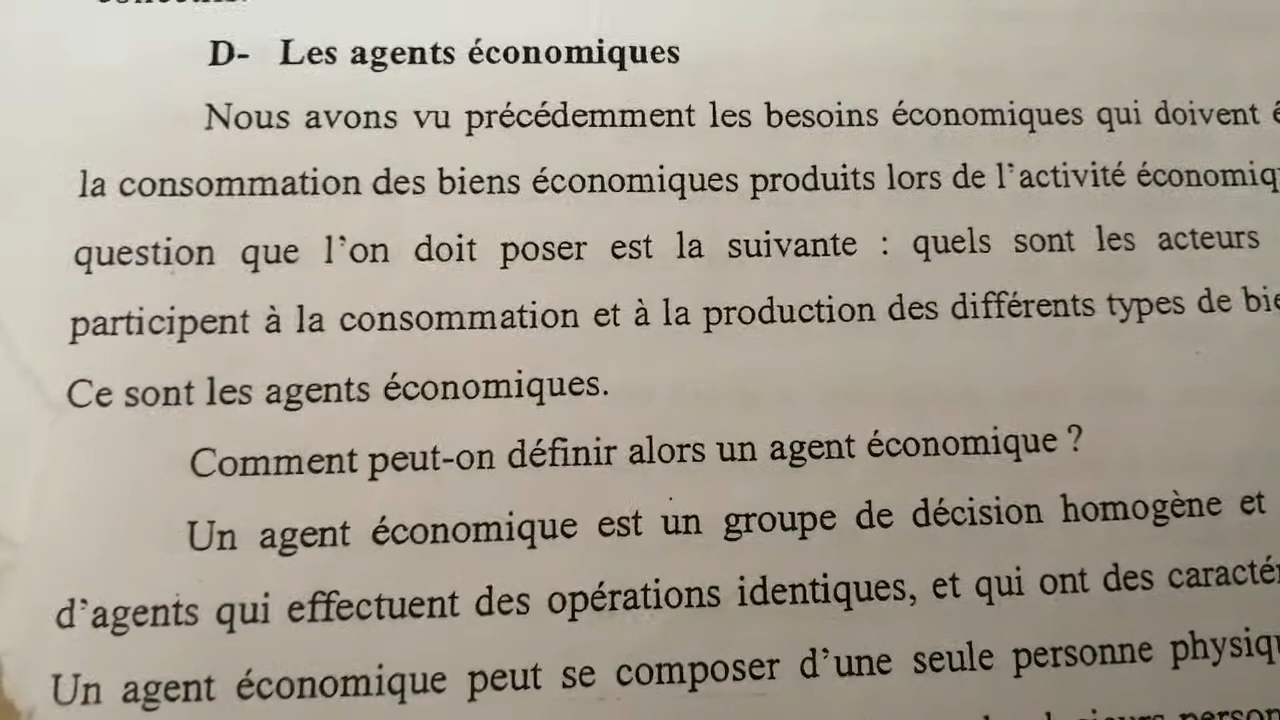 D- Les agents économiques
Nous avons vu précédemment les besoins économiques qui doivent
la consommation des biens économiques produits lors de l'activité
question que l'on doit poser est la suivante : quels sont les acteurs
participent à la consommation et à la production des différents types de
Ce sont les agents économiques.
Comment peut-on définir alors un agent économique ?
Un agent économique est un groupe de décision homogène et
d'agents qui effectuent des opérations identiques, et qui ont des
Un agent économique peut se composer d'une seule personne